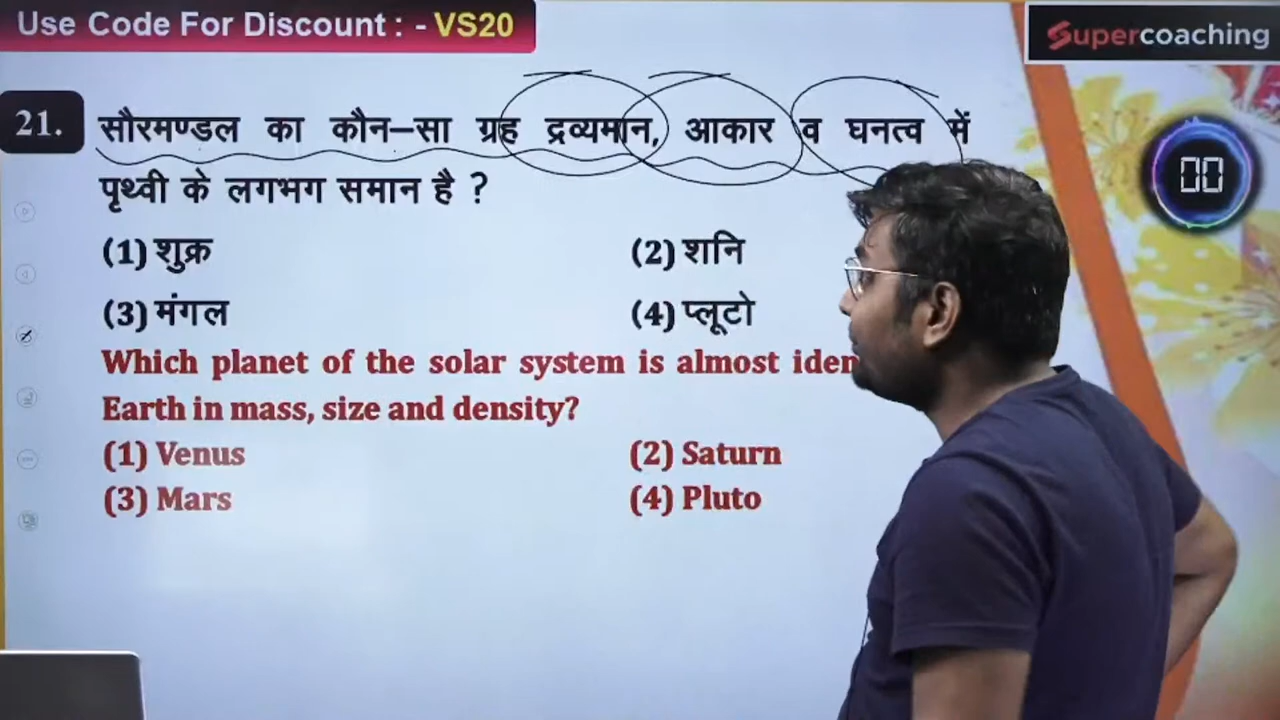 Use Code For Discount : - VS20
Supercoaching
21.
सौरमण्डल का कौन–सा ग्रह द्रव्यमान, आकार व घनत्व में
00
पृथ्वी के लगभग समान है ?
(1) शुक्र (2) शनि
(3) मंगल (4) प्लूटो
Which planet of the solar system is almost
Earth in mass, size and density?
(1) Venus (2) Saturn
(3) Mars (4) Pluto